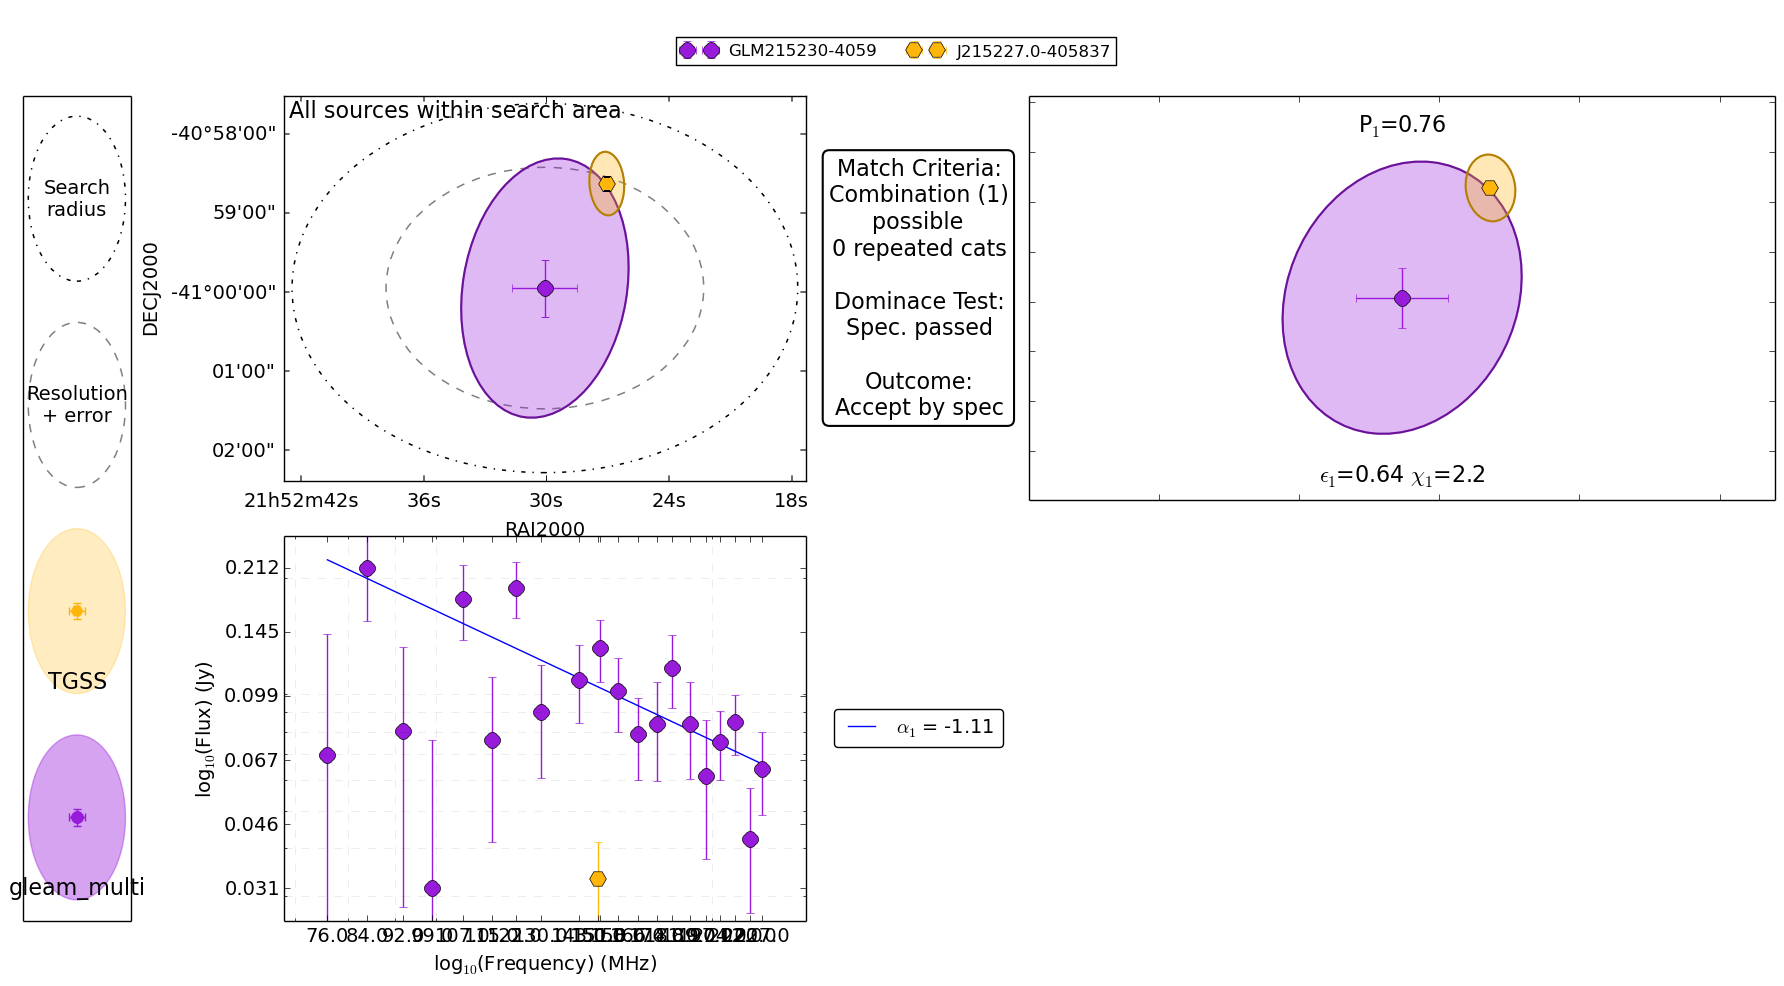 GLM215230-4059
J215227.0-405837
Search
radius
Resolution
+ error
TGSS
gleam_multi
All sources within search area
DECJ2000
-40°58'00"
59'00"
-41°00'00"
01'00"
02'00"
21h52m42s 36s 30s 24s 18s
RAJ2000
Match Criteria:
Combination (1)
possible
0 repeated cats
Dominace Test:
Spec. passed
Outcome:
Accept by spec
P1=0.76
ϵ1=0.64 χ1=2.2
log10(Flux) (Jy)
0.212
0.145
0.099
0.067
0.046
0.031
76.0
log10(Frequency) (MHz)
α1 = -1.11